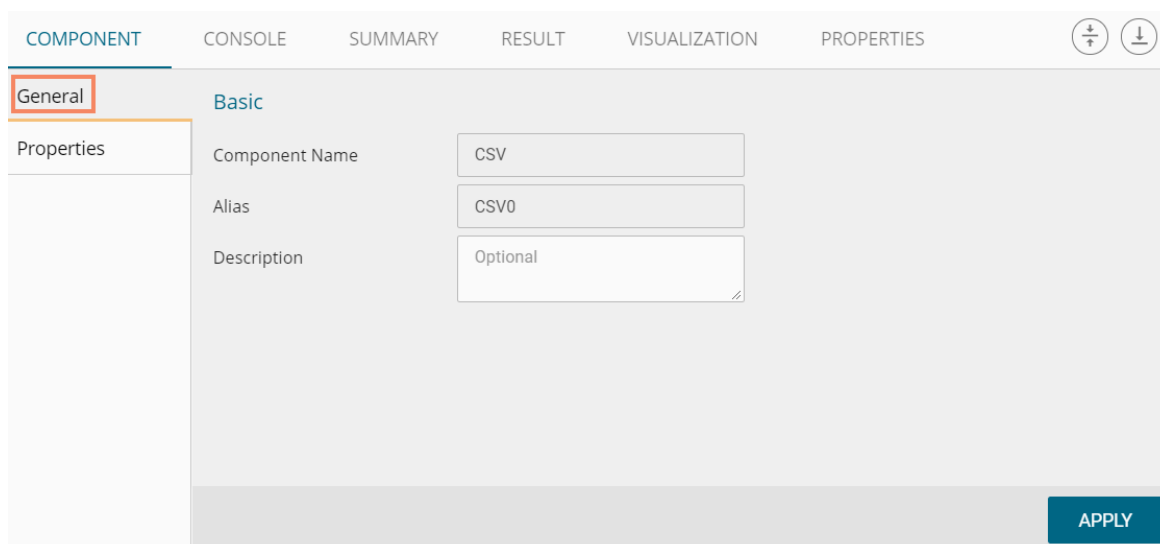 COMPONENT CONSOLE SUMMARY RESULT VISUALIZATION PROPERTIES
General
Properties
Basic
Component Name CSV
Alias CSV0
Description Optional
APPLY